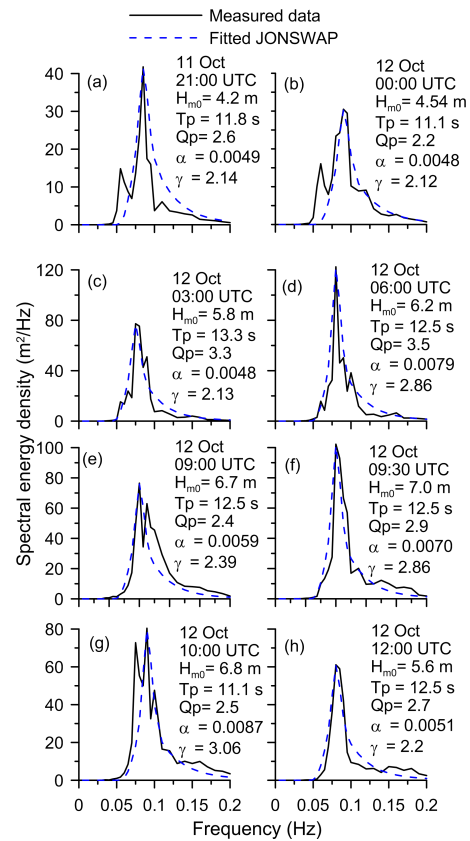 Measured data
Fitted JONSWAP
Spectral energy density (m²/Hz)
(a)
11 Oct
21:00 UTC
Hm0= 4.2 m
Tp = 11.8 s
Qp= 2.6
α = 0.0049
γ = 2.14
40
30
20
10
0
(b)
12 Oct
00:00 UTC
Hm0= 4.54 m
Tp = 11.1 s
Qp= 2.2
α = 0.0048
γ = 2.12
(c)
12 Oct
03:00 UTC
Hm0= 5.8 m
Tp = 13.3 s
Qp= 3.3
α = 0.0048
γ = 2.13
120
80
40
0
(d)
12 Oct
06:00 UTC
Hm0= 6.2 m
Tp = 12.5 s
Qp= 3.5
α = 0.0079
γ = 2.86
(e)
12 Oct
09:00 UTC
Hm0= 6.7 m
Tp = 12.5 s
Qp= 2.4
α = 0.0059
γ = 2.39
100
80
60
40
20
0
(f)
12 Oct
09:30 UTC
Hm0= 7.0 m
Tp = 12.5 s
Qp= 2.9
α = 0.0070
γ = 2.86
(g)
12 Oct
10:00 UTC
Hm0= 6.8 m
Tp = 11.1 s
Qp= 2.5
α = 0.0087
γ = 3.06
80
60
40
20
0
(h)
12 Oct
12:00 UTC
Hm0= 5.6 m
Tp = 12.5 s
Qp= 2.7
α = 0.0051
γ = 2.2
0 0.05 0.1 0.15 0.2
0 0.05 0.1 0.15 0.2
Frequency (Hz)